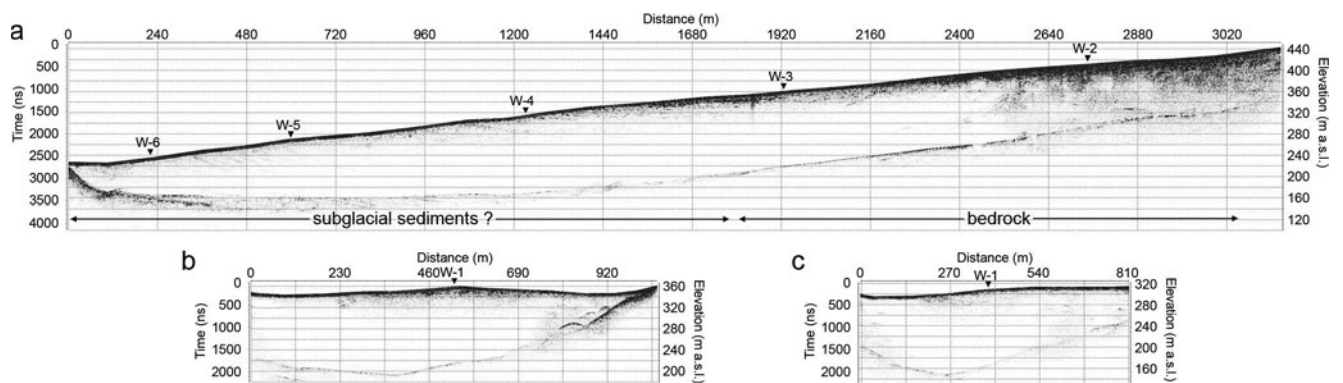 Distance (m)
a
0 240 480 720 960 1200 1440 1680 1920 2160 2400 2640 2880 3020
0 500 1000 1500 2000 2500 3000 3500 4000
Time (ns)
W-6 W-5 W-4 W-3 W-2
440 400 360 320 280 240 200 160 120
Elevation (m a.s.l.)
subglacial sediments ? bedrock
b
Distance (m)
0 230 460 690 920
W-1
0 500 1000 1500 2000
Time (ns)
360 320 280 240 200
Elevation (m a.s.l.)
c
Distance (m)
0 270 540 810
W-1
0 500 1000 1500 2000
Time (ns)
320 280 240 200 160
Elevation (m a.s.l.)